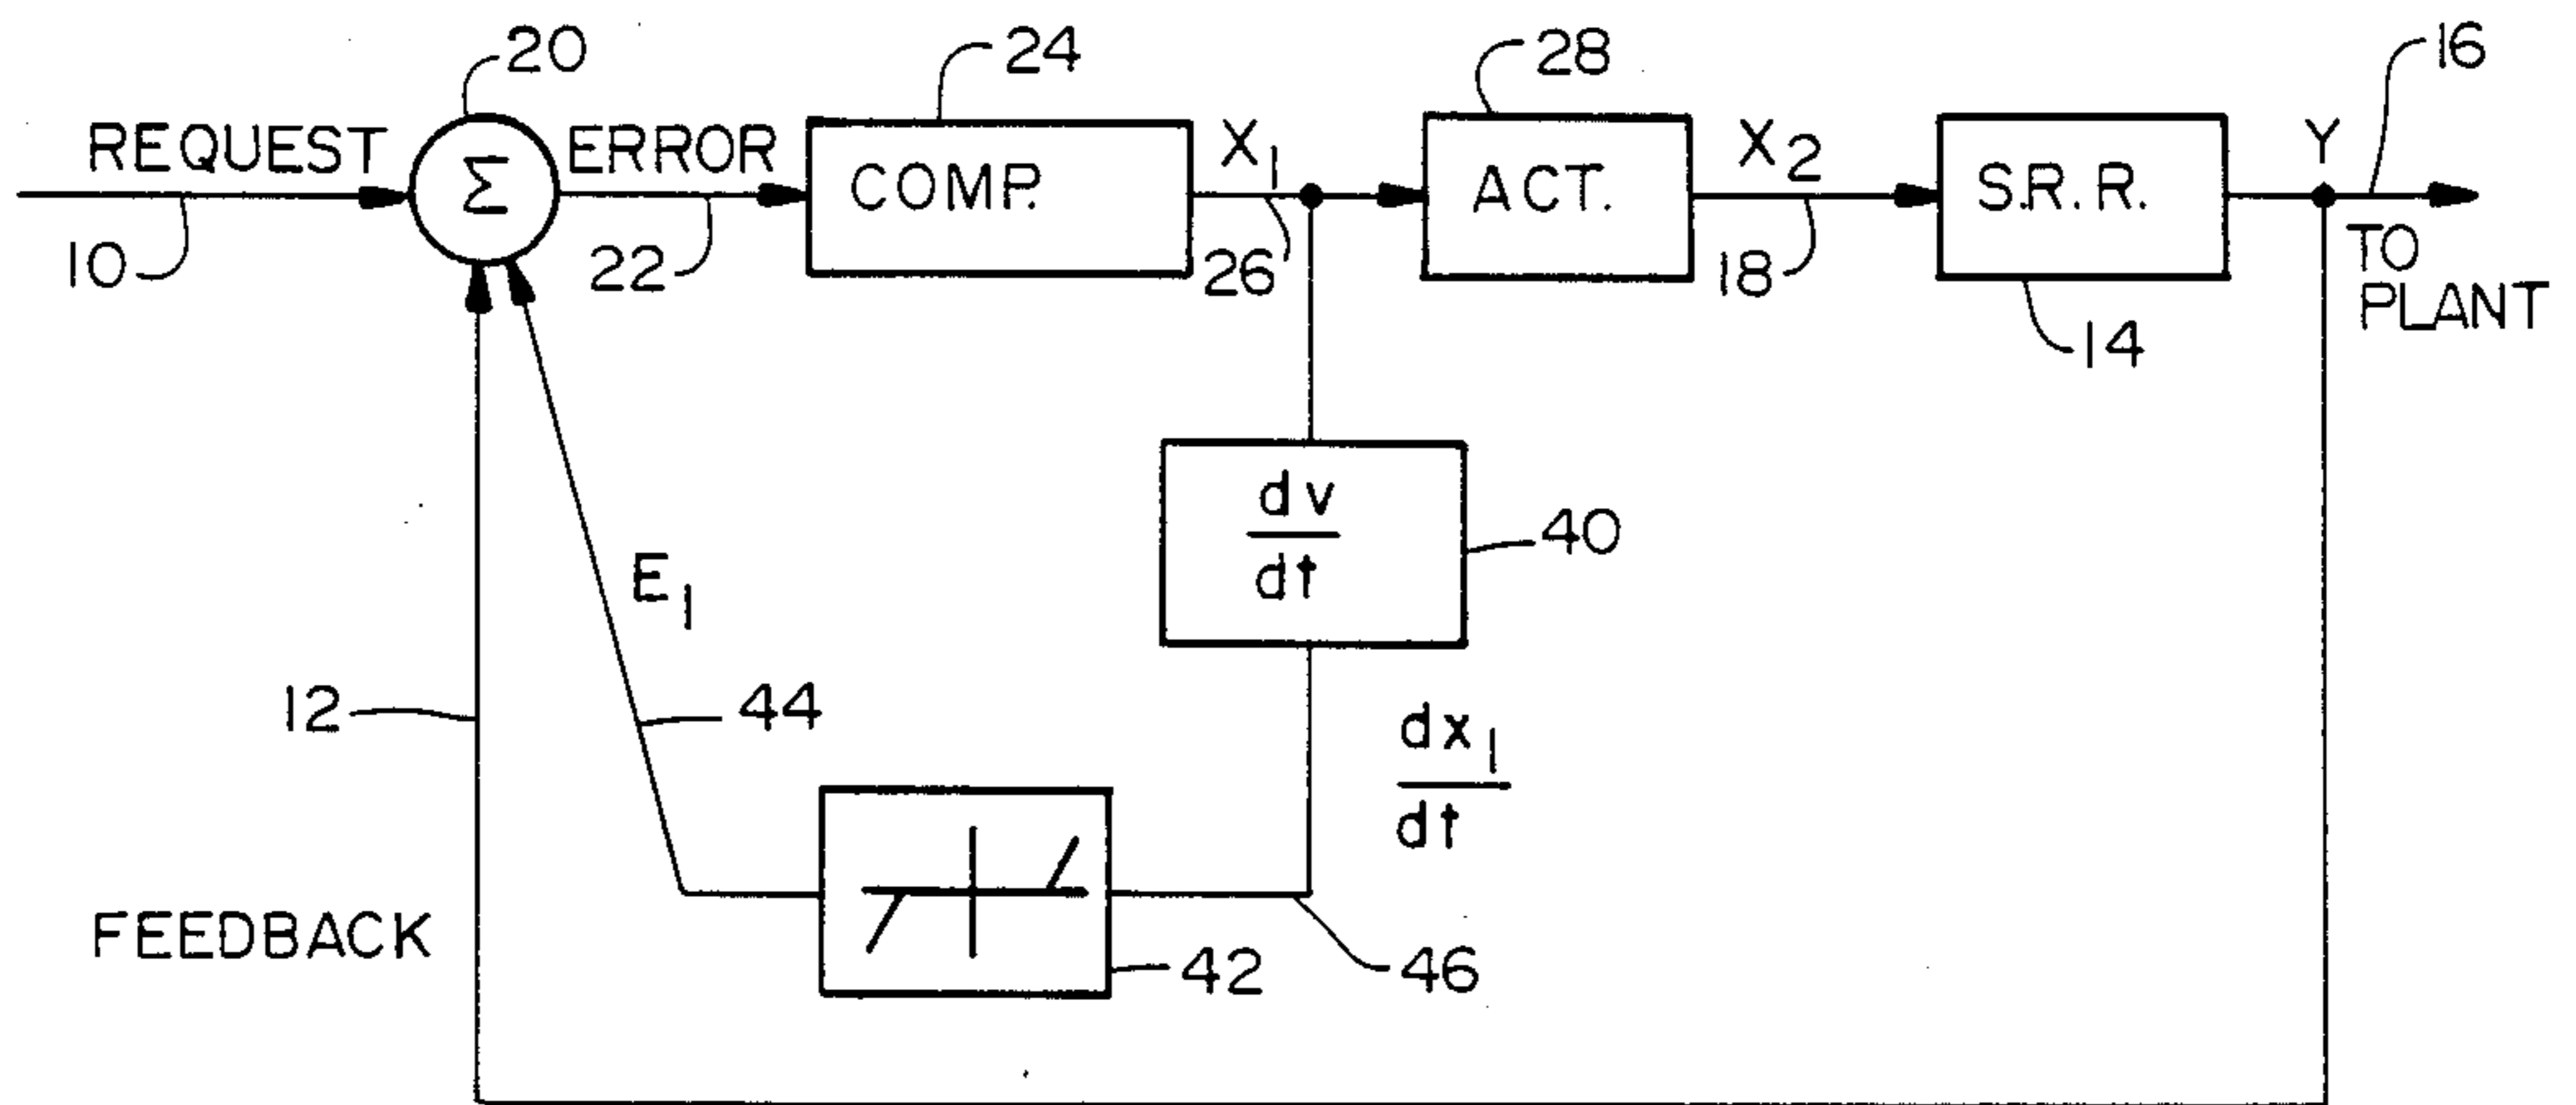 20
24
28
16
REQUEST
Σ
ERROR
COMP.
X1
ACT.
X2
S.R.R.
Y
10
22
26
18
14
TO
PLANT
dv
dt
40
E1
12
44
dx1
dt
FEEDBACK
42
46